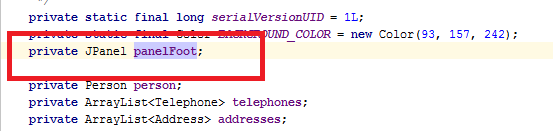 */
private static final long serialVersionUID = 1L;
private static final Color BACKGROUND_COLOR = new Color(93, 157, 242);
private JPanel panelFoot;
private Person person;
private ArrayList<Telephone> telephones;
private ArrayList<Address> addresses;